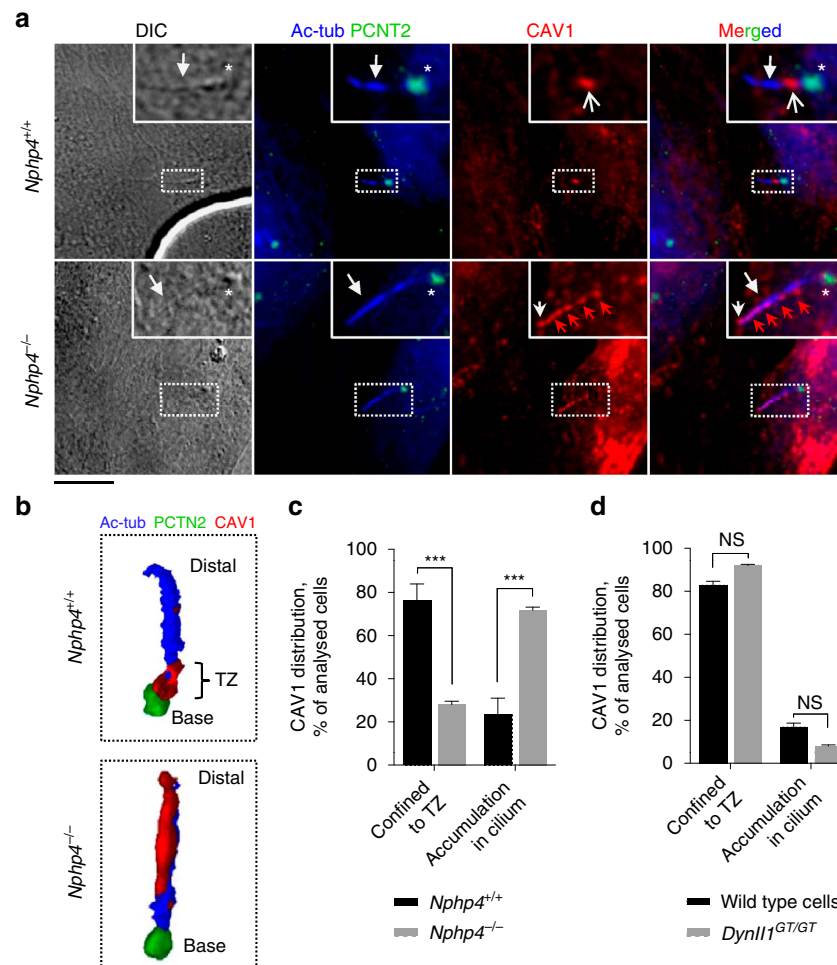 a
DIC
Ac-tub PCNT2
CAV1
Merged
Nphp4+/+
*
*
*
Nphp4–/–
*
*
*
b
Ac-tub PCTN2 CAV1
Nphp4+/+
Distal
TZ
Base
Nphp4–/–
Distal
Base
c
CAV1 distribution,
% of analysed cells
100
80
60
40
20
0
***
***
Confined
to TZ
Accumulation
in cilium
Nphp4+/+
Nphp4–/–
d
CAV1 distribution,
% of analysed cells
100
80
60
40
20
0
NS
NS
Confined
to TZ
Accumulation
in cilium
Wild type cells
DynII1GT/GT